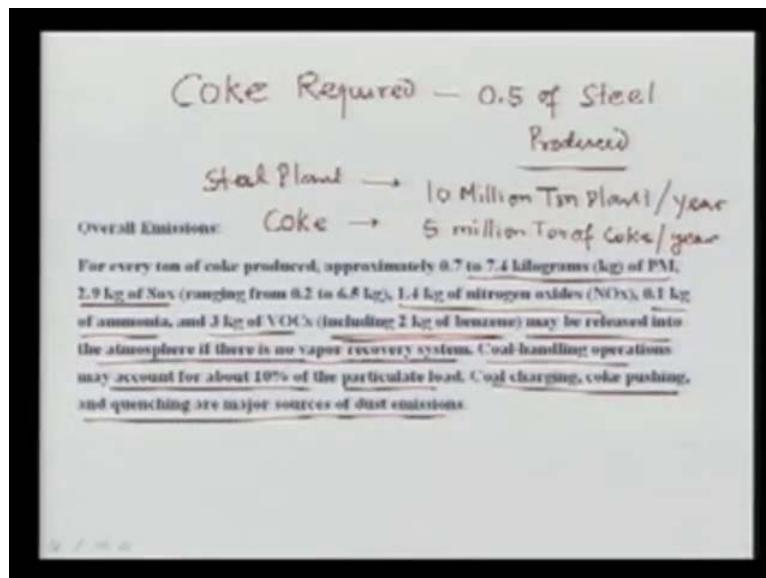 Coke Required — 0.5 of Steel
Produced
Steel Plant → 10 Million Ton Plant/year
Overall Emissions: Coke → 5 million Ton of Coke/year
For every ton of coke produced, approximately 0.7 to 7.4 kilograms (kg) of PM,
2.9 kg of Sox (ranging from 0.2 to 6.5 kg), 1.4 kg of nitrogen oxides (NOx), 0.1 kg
of ammonia, and 3 kg of VOCs (including 2 kg of benzene) may be released into
the atmosphere if there is no vapor recovery system. Coal-handling operations
may account for about 10% of the particulate load. Coal charging, coke pushing,
and quenching are major sources of dust emissions